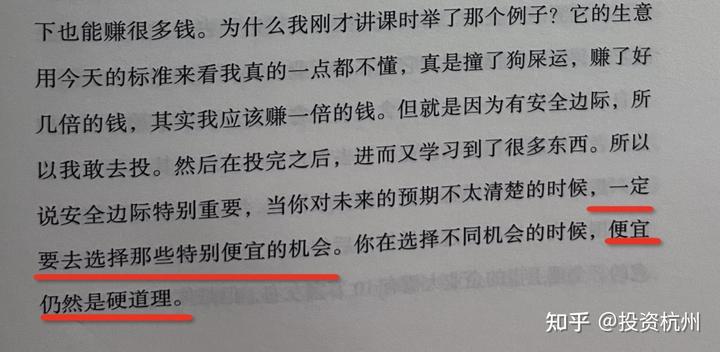 下也能赚很多钱。为什么我刚才讲课时举了那个例子？它的生意
用今天的标准来看我真的一点都不懂，真是撞了狗屎运，赚了好
几倍的钱，其实我应该赚一倍的钱。但就是因为有安全边际，所
以我敢去投。然后在投完之后，进而又学习到了很多东西。所以
说安全边际特别重要，当你对未来的预期不太清楚的时候，一定
要去选择那些特别便宜的机会。你在选择不同机会的时候，便宜
仍然是硬道理。
知乎 @投资杭州